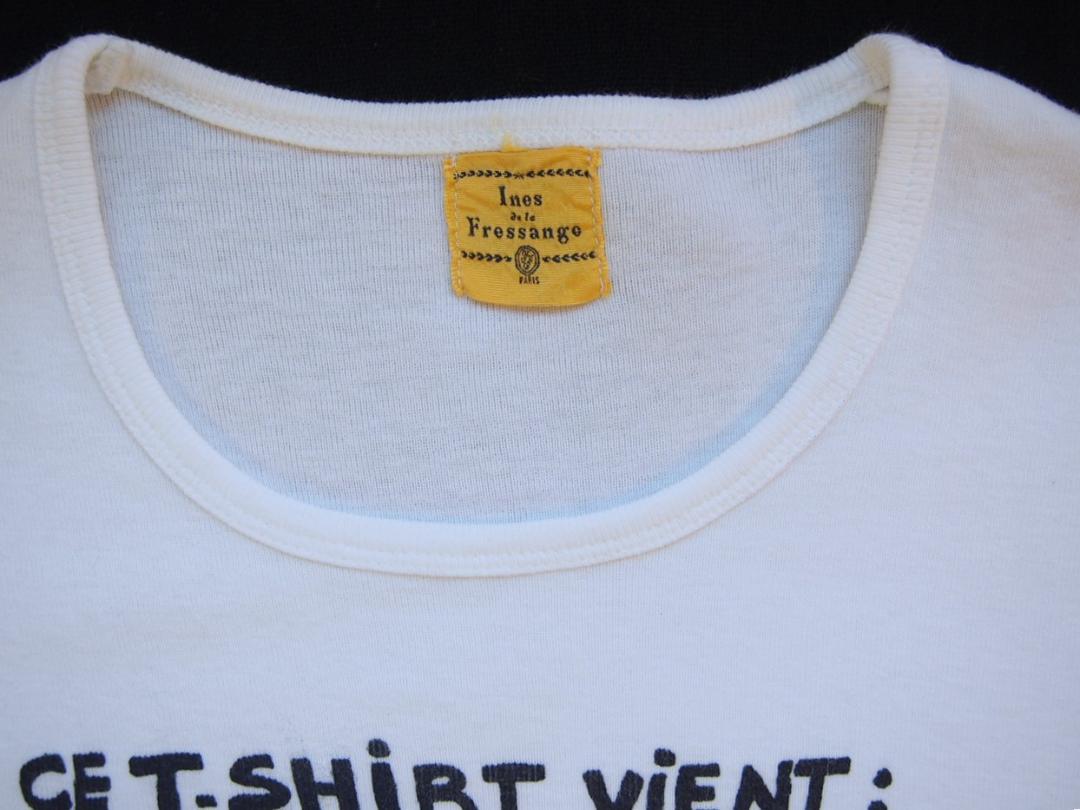 Ines
de la
Fressange
PARIS
CE T-SHiRT ViENT :